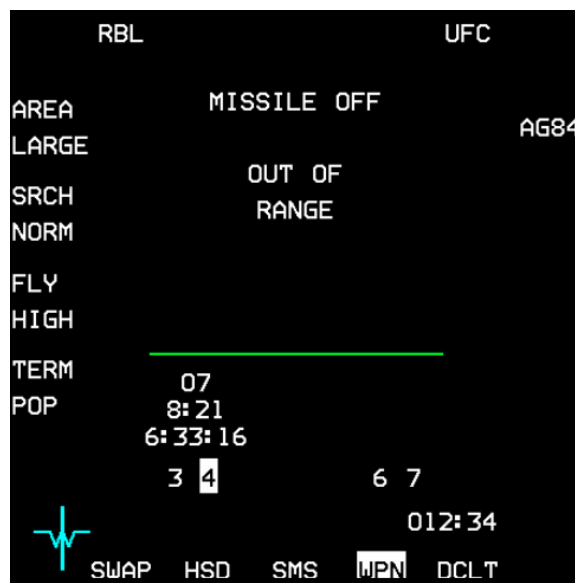 RBL UFC
MISSILE OFF
AREA
LARGE
AG84
OUT OF
RANGE
SRCH
NORM
FLY
HIGH
TERM
POP
07
8:21
6:33:16
3 4 6 7
012:34
SWAP HSD SMS WPN DCLT